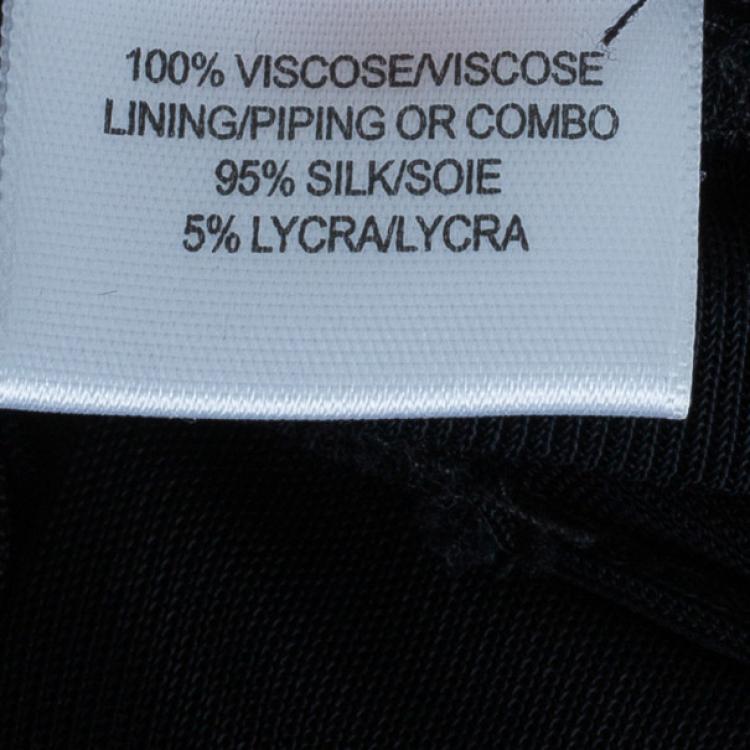 100% VISCOSE/VISCOSE
LINING/PIPING OR COMBO
95% SILK/SOIE
5% LYCRA/LYCRA